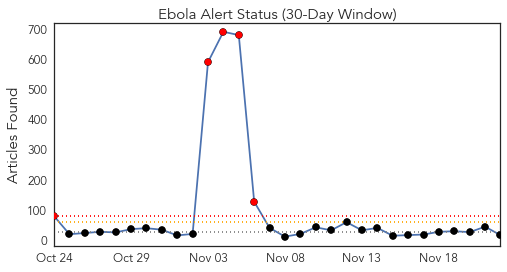 Ebola Alert Status (30-Day Window)
Articles Found
700
600
500
400
300
200
100
0
Oct 24
Oct 29
Nov 03
Nov 08
Nov 13
Nov 18